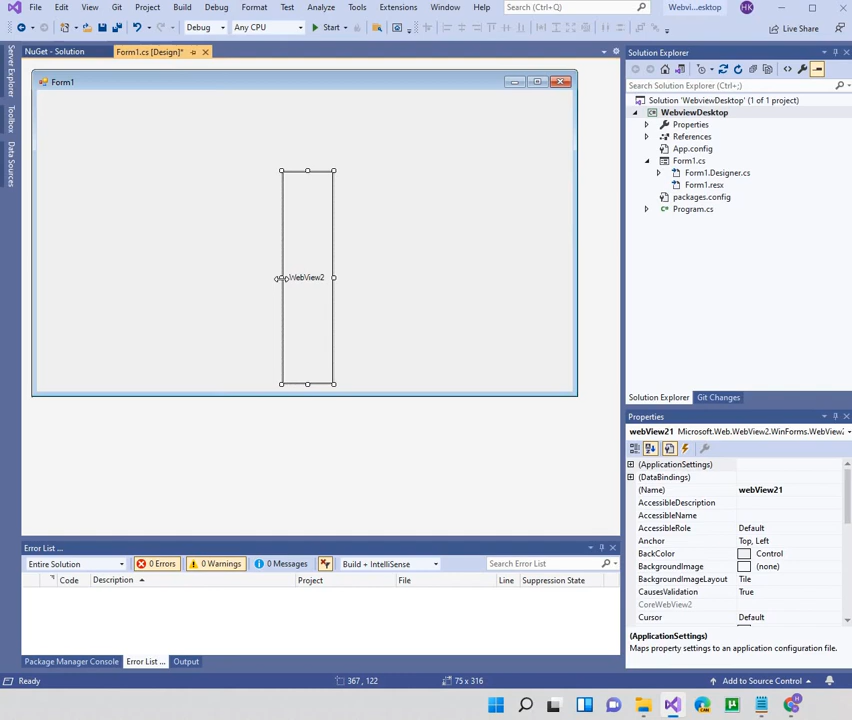 File Edit View Git Project Build Debug Format Test Analyze Tools Extensions Window Help Search (Ctrl+Q) Webvi...esktop HK
Debug Any CPU Start Live Share
NuGet - Solution Form1.cs [Design]*
Server Explorer
Toolbox
Data Sources
Form1
WebView2
Solution Explorer
Search Solution Explorer (Ctrl+;)
Solution 'WebviewDesktop' (1 of 1 project)
WebviewDesktop
Properties
References
App.config
Form1.cs
Form1.Designer.cs
Form1.resx
packages.config
Program.cs
Solution Explorer Git Changes
Properties
webView21 Microsoft.Web.WebView2.WinForms.WebView2
(ApplicationSettings)
(DataBindings)
(Name) webView21
AccessibleDescription
AccessibleName
AccessibleRole Default
Anchor Top, Left
BackColor Control
BackgroundImage (none)
BackgroundImageLayout Tile
CausesValidation True
CoreWebView2
Cursor Default
(ApplicationSettings)
Maps property settings to an application configuration file.
Error List ...
Entire Solution 0 Errors 0 Warnings 0 Messages Build + IntelliSense Search Error List
Code Description Project File Line Suppression State
Package Manager Console Error List ... Output
Ready 367 , 122 75 x 316 Add to Source Control